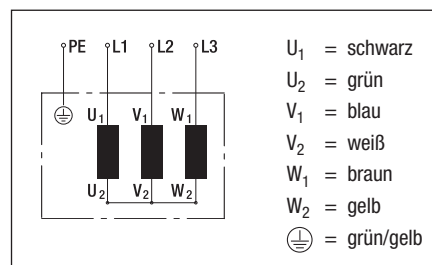 PE L1 L2 L3
U1 V1 W1
U2 V2 W2
U1 = schwarz
U2 = grün
V1 = blau
V2 = weiß
W1 = braun
W2 = gelb
= grün/gelb